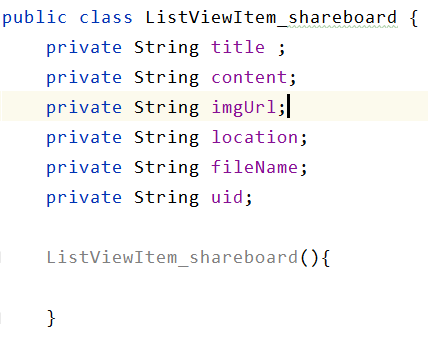 public class ListViewItem_shareboard {
private String title ;
private String content;
private String imgUrl;
private String location;
private String fileName;
private String uid;
ListViewItem_shareboard(){
}